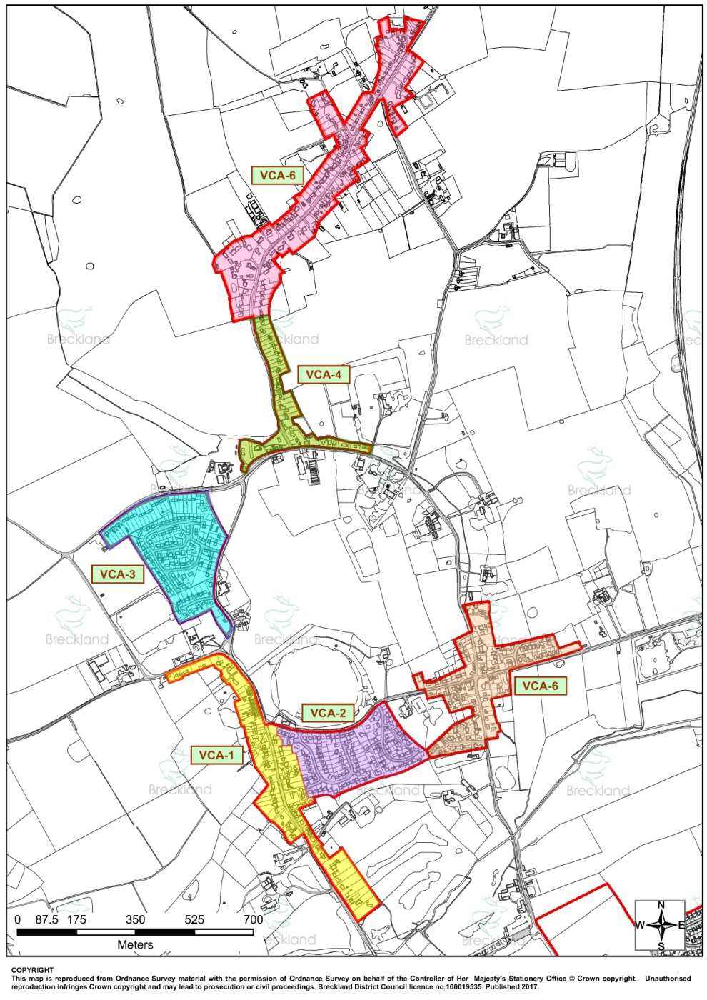 VCA-6
VCA-4
Breckland
Breckland
Breckland
Breckland
Breckland
Breckland
Breckland
VCA-3
Breckland
Breckland
Breckland
VCA-6
VCA-2
VCA-1
Breckland
Breckland
Breckland
Breckland
Breckland
0 87.5 175 350 525 700
Meters
N
W E
S
COPYRIGHT
This map is reproduced from Ordnance Survey material with the permission of Ordnance Survey on behalf of the Controller of Her Majesty's Stationery Office © Crown copyright. Unauthorised
reproduction infringes Crown copyright and may lead to prosecution or civil proceedings. Breckland District Council licence no.100019535. Published 2017.